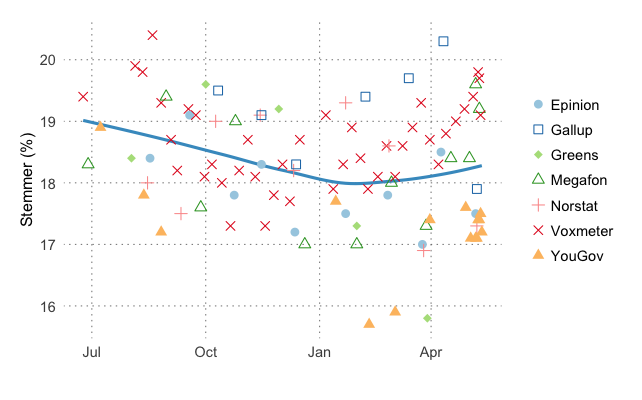 20
19
18
17
16
Stemmer (%)
Jul
Oct
Jan
Apr
Epinion
Gallup
Greens
Megafon
Norstat
Voxmeter
YouGov